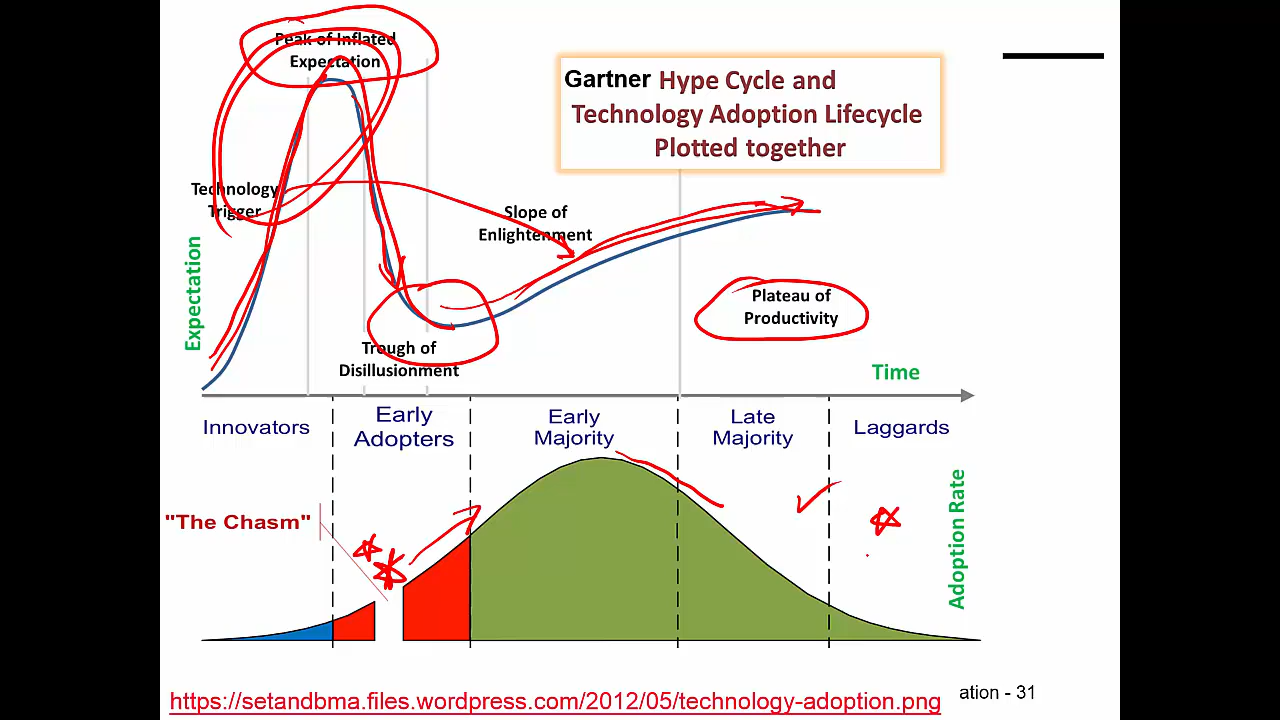 Peak of Inflated
Expectation
Gartner Hype Cycle and
Technology Adoption Lifecycle
Plotted together
Technology
Trigger
Slope of
Enlightenment
Expectation
Plateau of
Productivity
Trough of
Disillusionment
Time
Innovators
Early
Adopters
Early
Majority
Late
Majority
Laggards
"The Chasm"
Adoption Rate
https://setandbma.files.wordpress.com/2012/05/technology-adoption.png
ation - 31